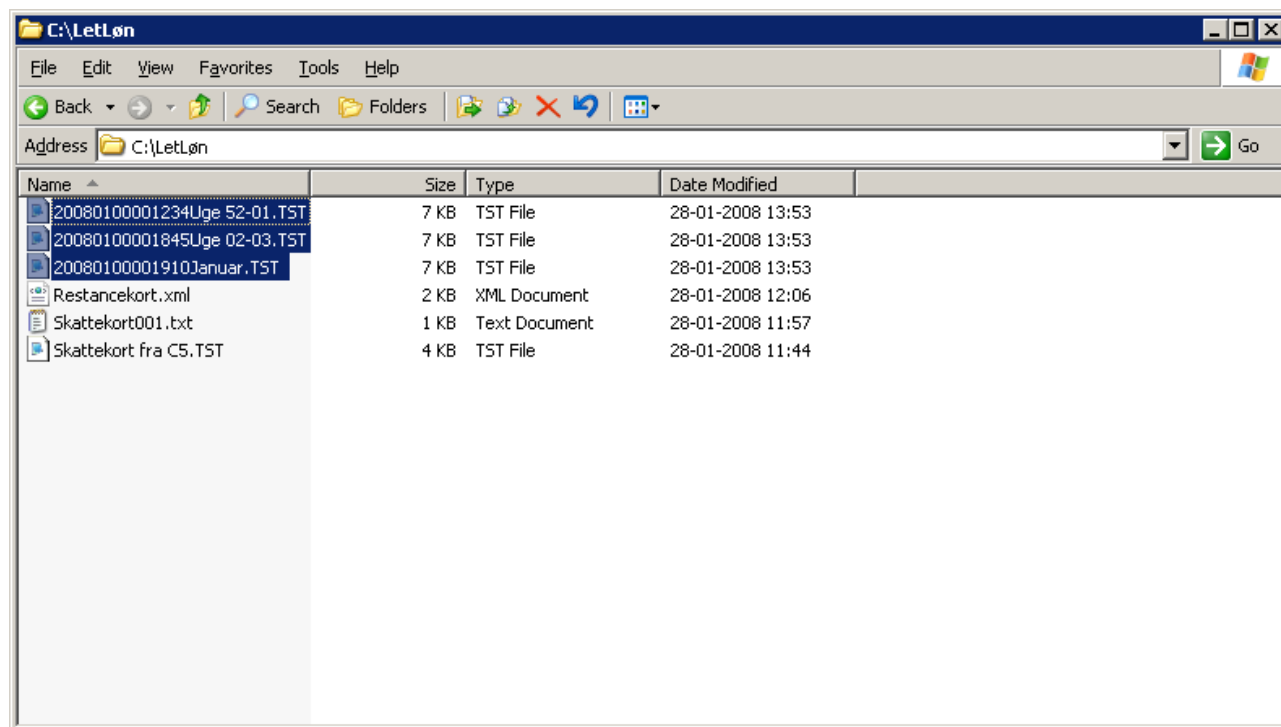 C:\LetLøn
File Edit View Favorites Tools Help
Back Search Folders
Address C:\LetLøn Go
Name Size Type Date Modified
20080100001234Uge 52-01.TST 7 KB TST File 28-01-2008 13:53
20080100001845Uge 02-03.TST 7 KB TST File 28-01-2008 13:53
20080100001910Januar.TST 7 KB TST File 28-01-2008 13:53
Restancekort.xml 2 KB XML Document 28-01-2008 12:06
Skattekort001.txt 1 KB Text Document 28-01-2008 11:57
Skattekort fra C5.TST 4 KB TST File 28-01-2008 11:44